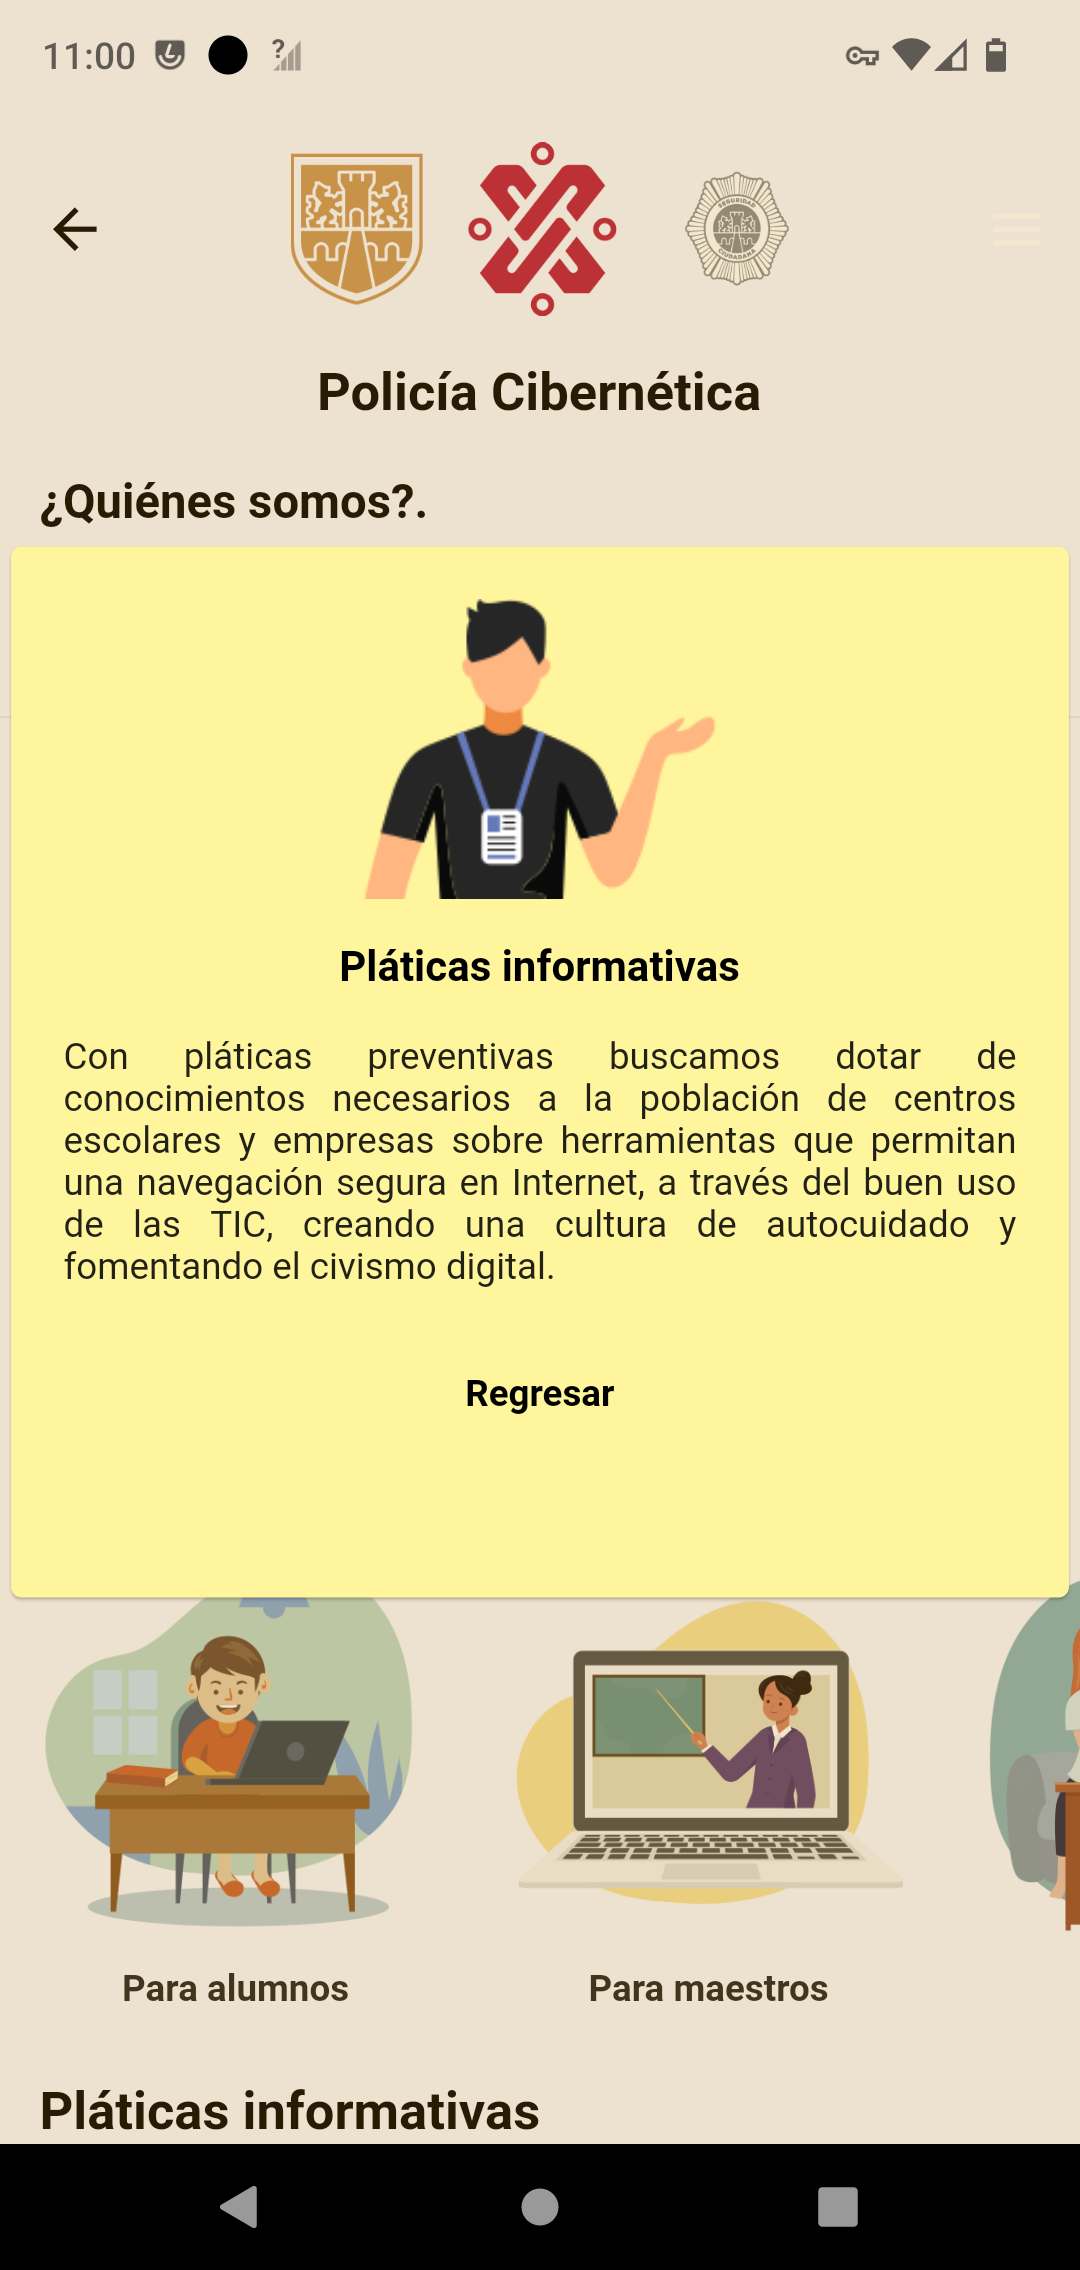 11:00
SEGURIDAD
CIUDADANA
Policía Cibernética
¿Quiénes somos?.
Pláticas informativas
Con pláticas preventivas buscamos dotar de
conocimientos necesarios a la población de centros
escolares y empresas sobre herramientas que permitan
una navegación segura en Internet, a través del buen uso
de las TIC, creando una cultura de autocuidado y
fomentando el civismo digital.
Regresar
Para alumnos
Para maestros
Pláticas informativas